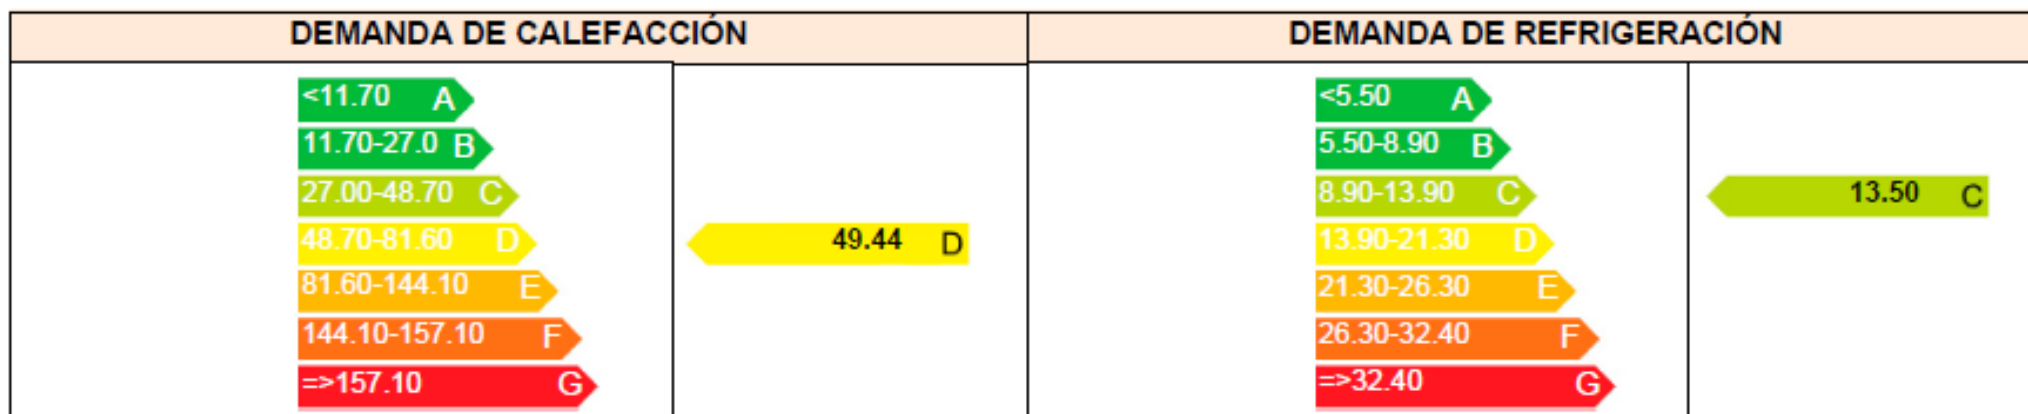 DEMANDA DE CALEFACCIÓN
<11.70 A
11.70-27.0 B
27.00-48.70 C
48.70-81.60 D
81.60-144.10 E
144.10-157.10 F
=>157.10 G
49.44 D
DEMANDA DE REFRIGERACIÓN
<5.50 A
5.50-8.90 B
8.90-13.90 C
13.90-21.30 D
21.30-26.30 E
26.30-32.40 F
=>32.40 G
13.50 C